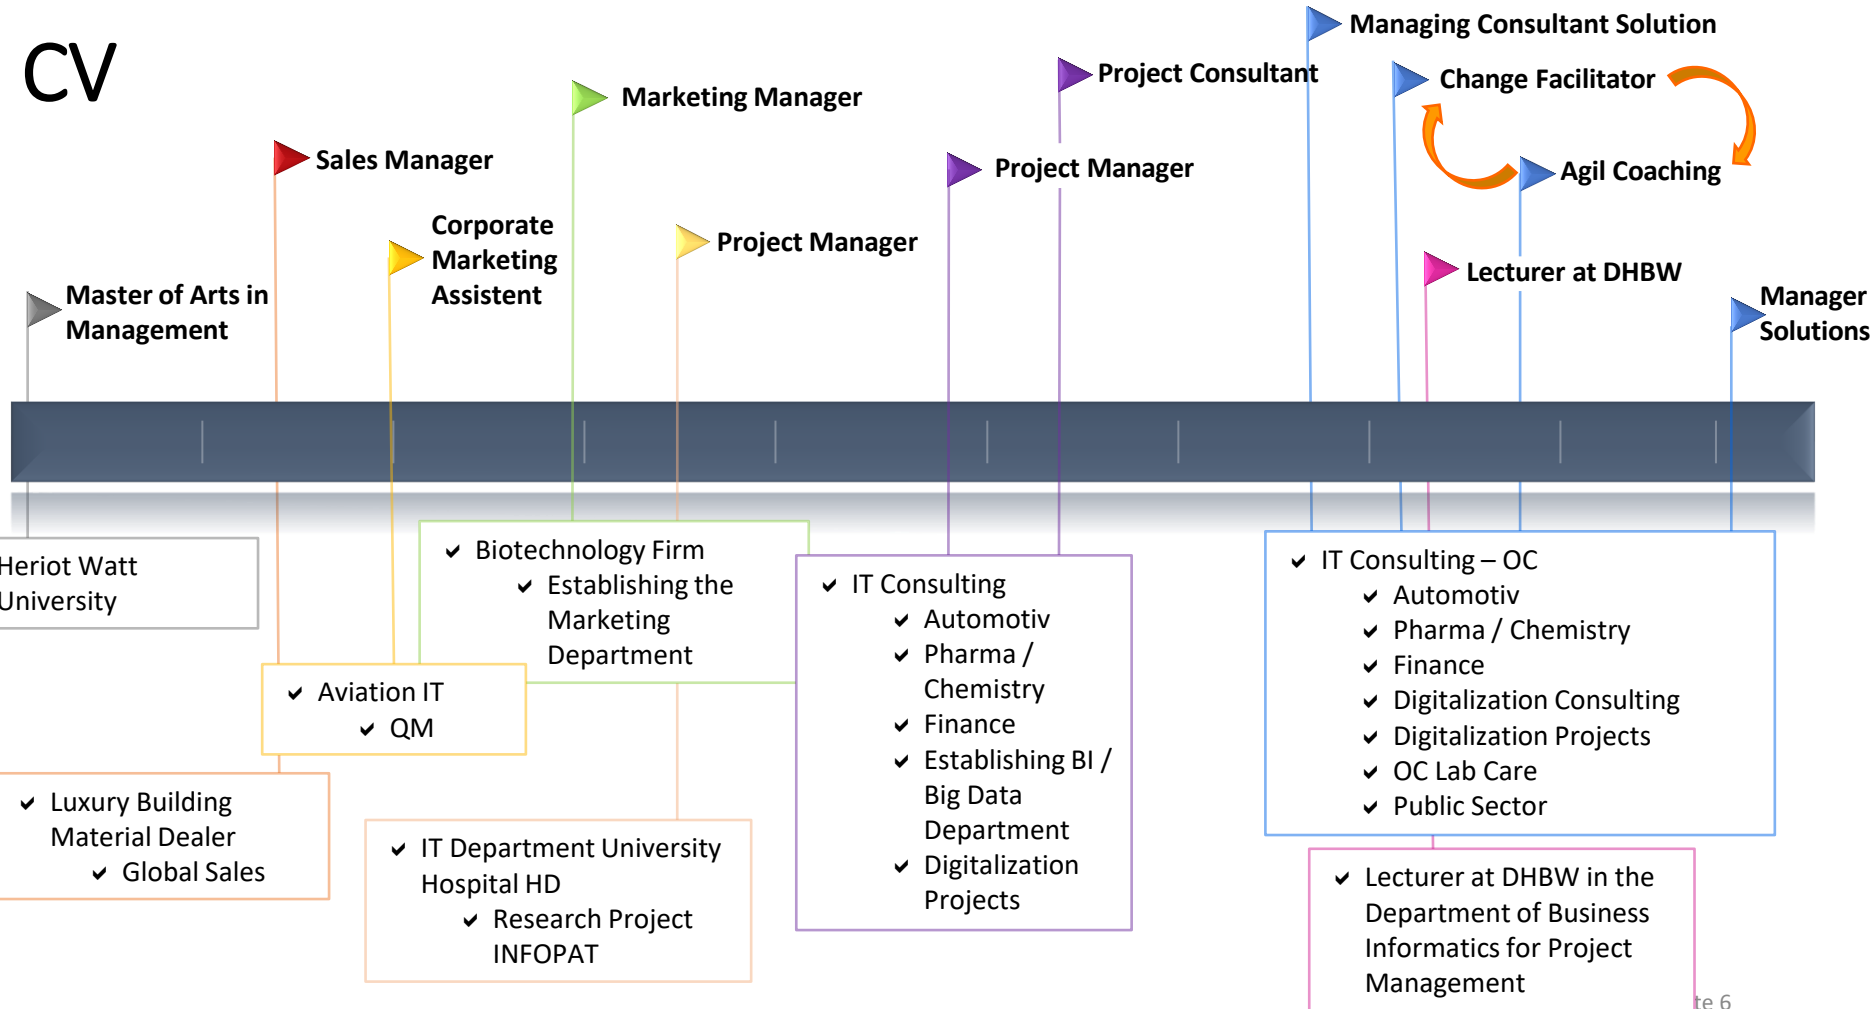 CV
Managing Consultant Solution
Project Consultant
Change Facilitator
Marketing Manager
Sales Manager
Project Manager
Agil Coaching
Corporate
Marketing
Assistent
Project Manager
Lecturer at DHBW
Master of Arts in
Management
Manager
Solutions
Heriot Watt
University
✔ Biotechnology Firm
✔ Establishing the
Marketing
Department
✔ Aviation IT
✔ QM
✔ Luxury Building
Material Dealer
✔ Global Sales
✔ IT Department University
Hospital HD
✔ Research Project
INFOPAT
✔ IT Consulting
✔ Automotiv
✔ Pharma /
Chemistry
✔ Finance
✔ Establishing BI /
Big Data
Department
✔ Digitalization
Projects
✔ IT Consulting – OC
✔ Automotiv
✔ Pharma / Chemistry
✔ Finance
✔ Digitalization Consulting
✔ Digitalization Projects
✔ OC Lab Care
✔ Public Sector
✔ Lecturer at DHBW in the
Department of Business
Informatics for Project
Management
te 6